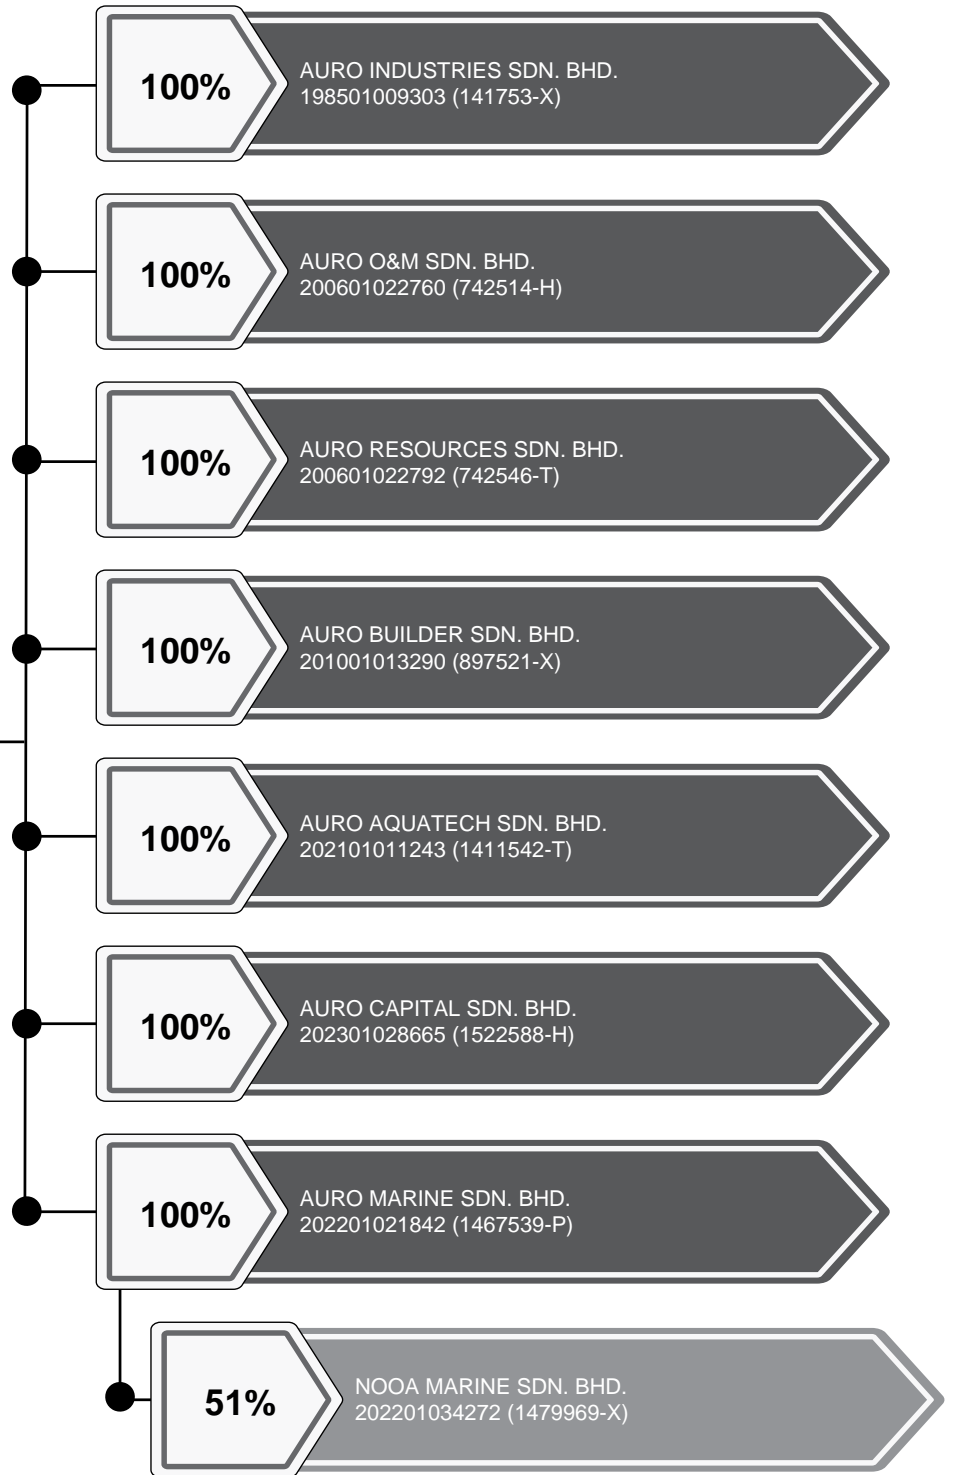 100%
AURO INDUSTRIES SDN. BHD.
198501009303 (141753-X)
100%
AURO O&M SDN. BHD.
200601022760 (742514-H)
100%
AURO RESOURCES SDN. BHD.
200601022792 (742546-T)
100%
AURO BUILDER SDN. BHD.
201001013290 (897521-X)
100%
AURO AQUATECH SDN. BHD.
202101011243 (1411542-T)
100%
AURO CAPITAL SDN. BHD.
202301028665 (1522588-H)
100%
AURO MARINE SDN. BHD.
202201021842 (1467539-P)
51%
NOOA MARINE SDN. BHD.
202201034272 (1479969-X)